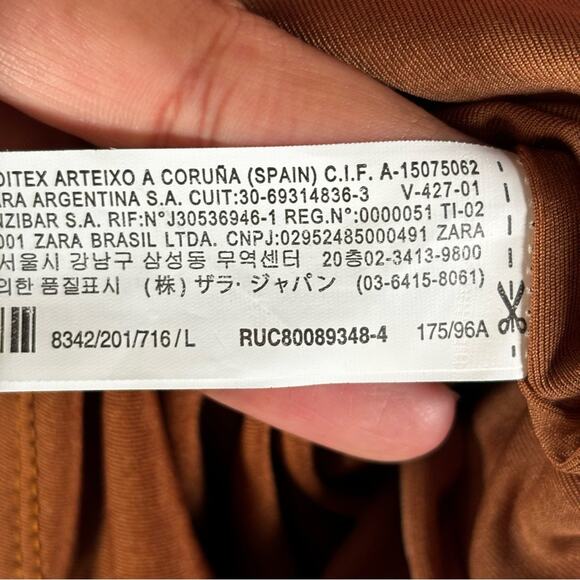 DITEX ARTEIXO A CORUÑA (SPAIN) C.I.F. A-15075062
ARA ARGENTINA S.A. CUIT:30-69314836-3 V-427-01
NZIBAR S.A. RIF:N°J30536946-1 REG.N°:0000051 TI-02
001 ZARA BRASIL LTDA. CNPJ:02952485000491 ZARA
서울시 강남구 삼성동 무역센터 20층02-3413-9800
의한 품질표시 (株) ザラ・ジャパン (03-6415-8061)
8342/201/716/L RUC80089348-4 175/96A